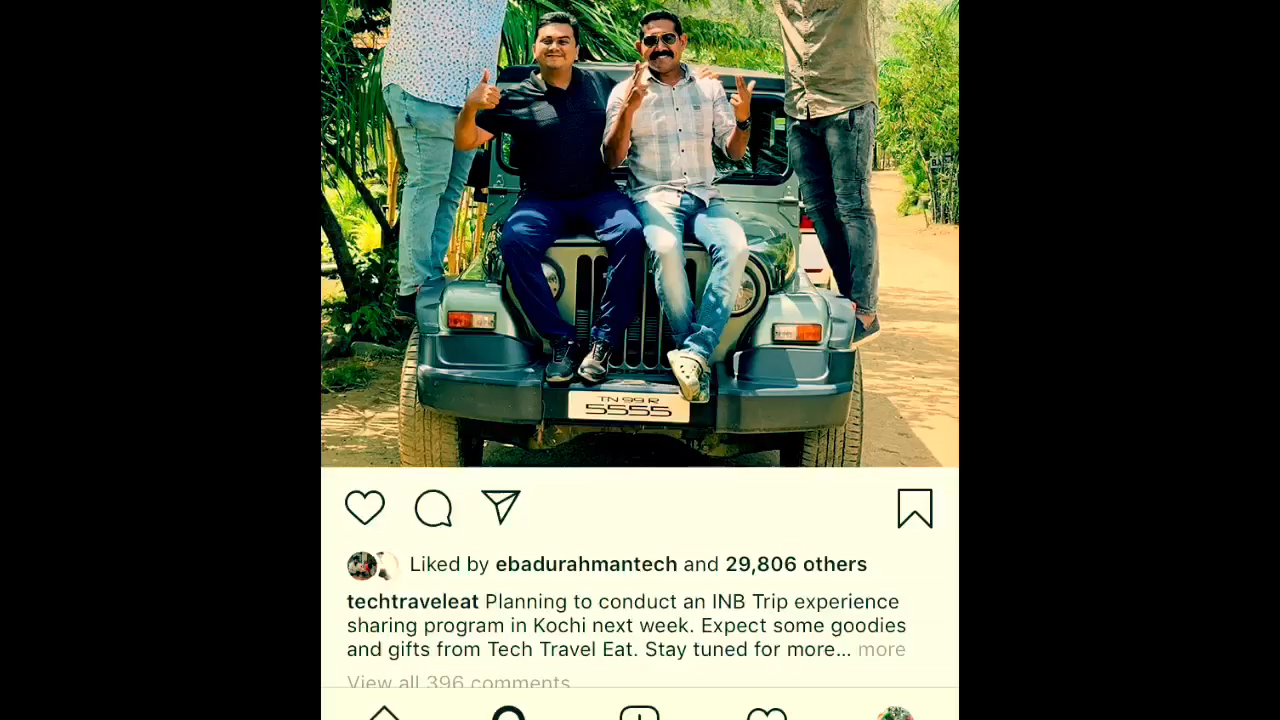 TN 99 R
5555
Liked by ebadurahmantech and 29,806 others
techtraveleat Planning to conduct an INB Trip experience
sharing program in Kochi next week. Expect some goodies
and gifts from Tech Travel Eat. Stay tuned for more... more
View all 396 comments